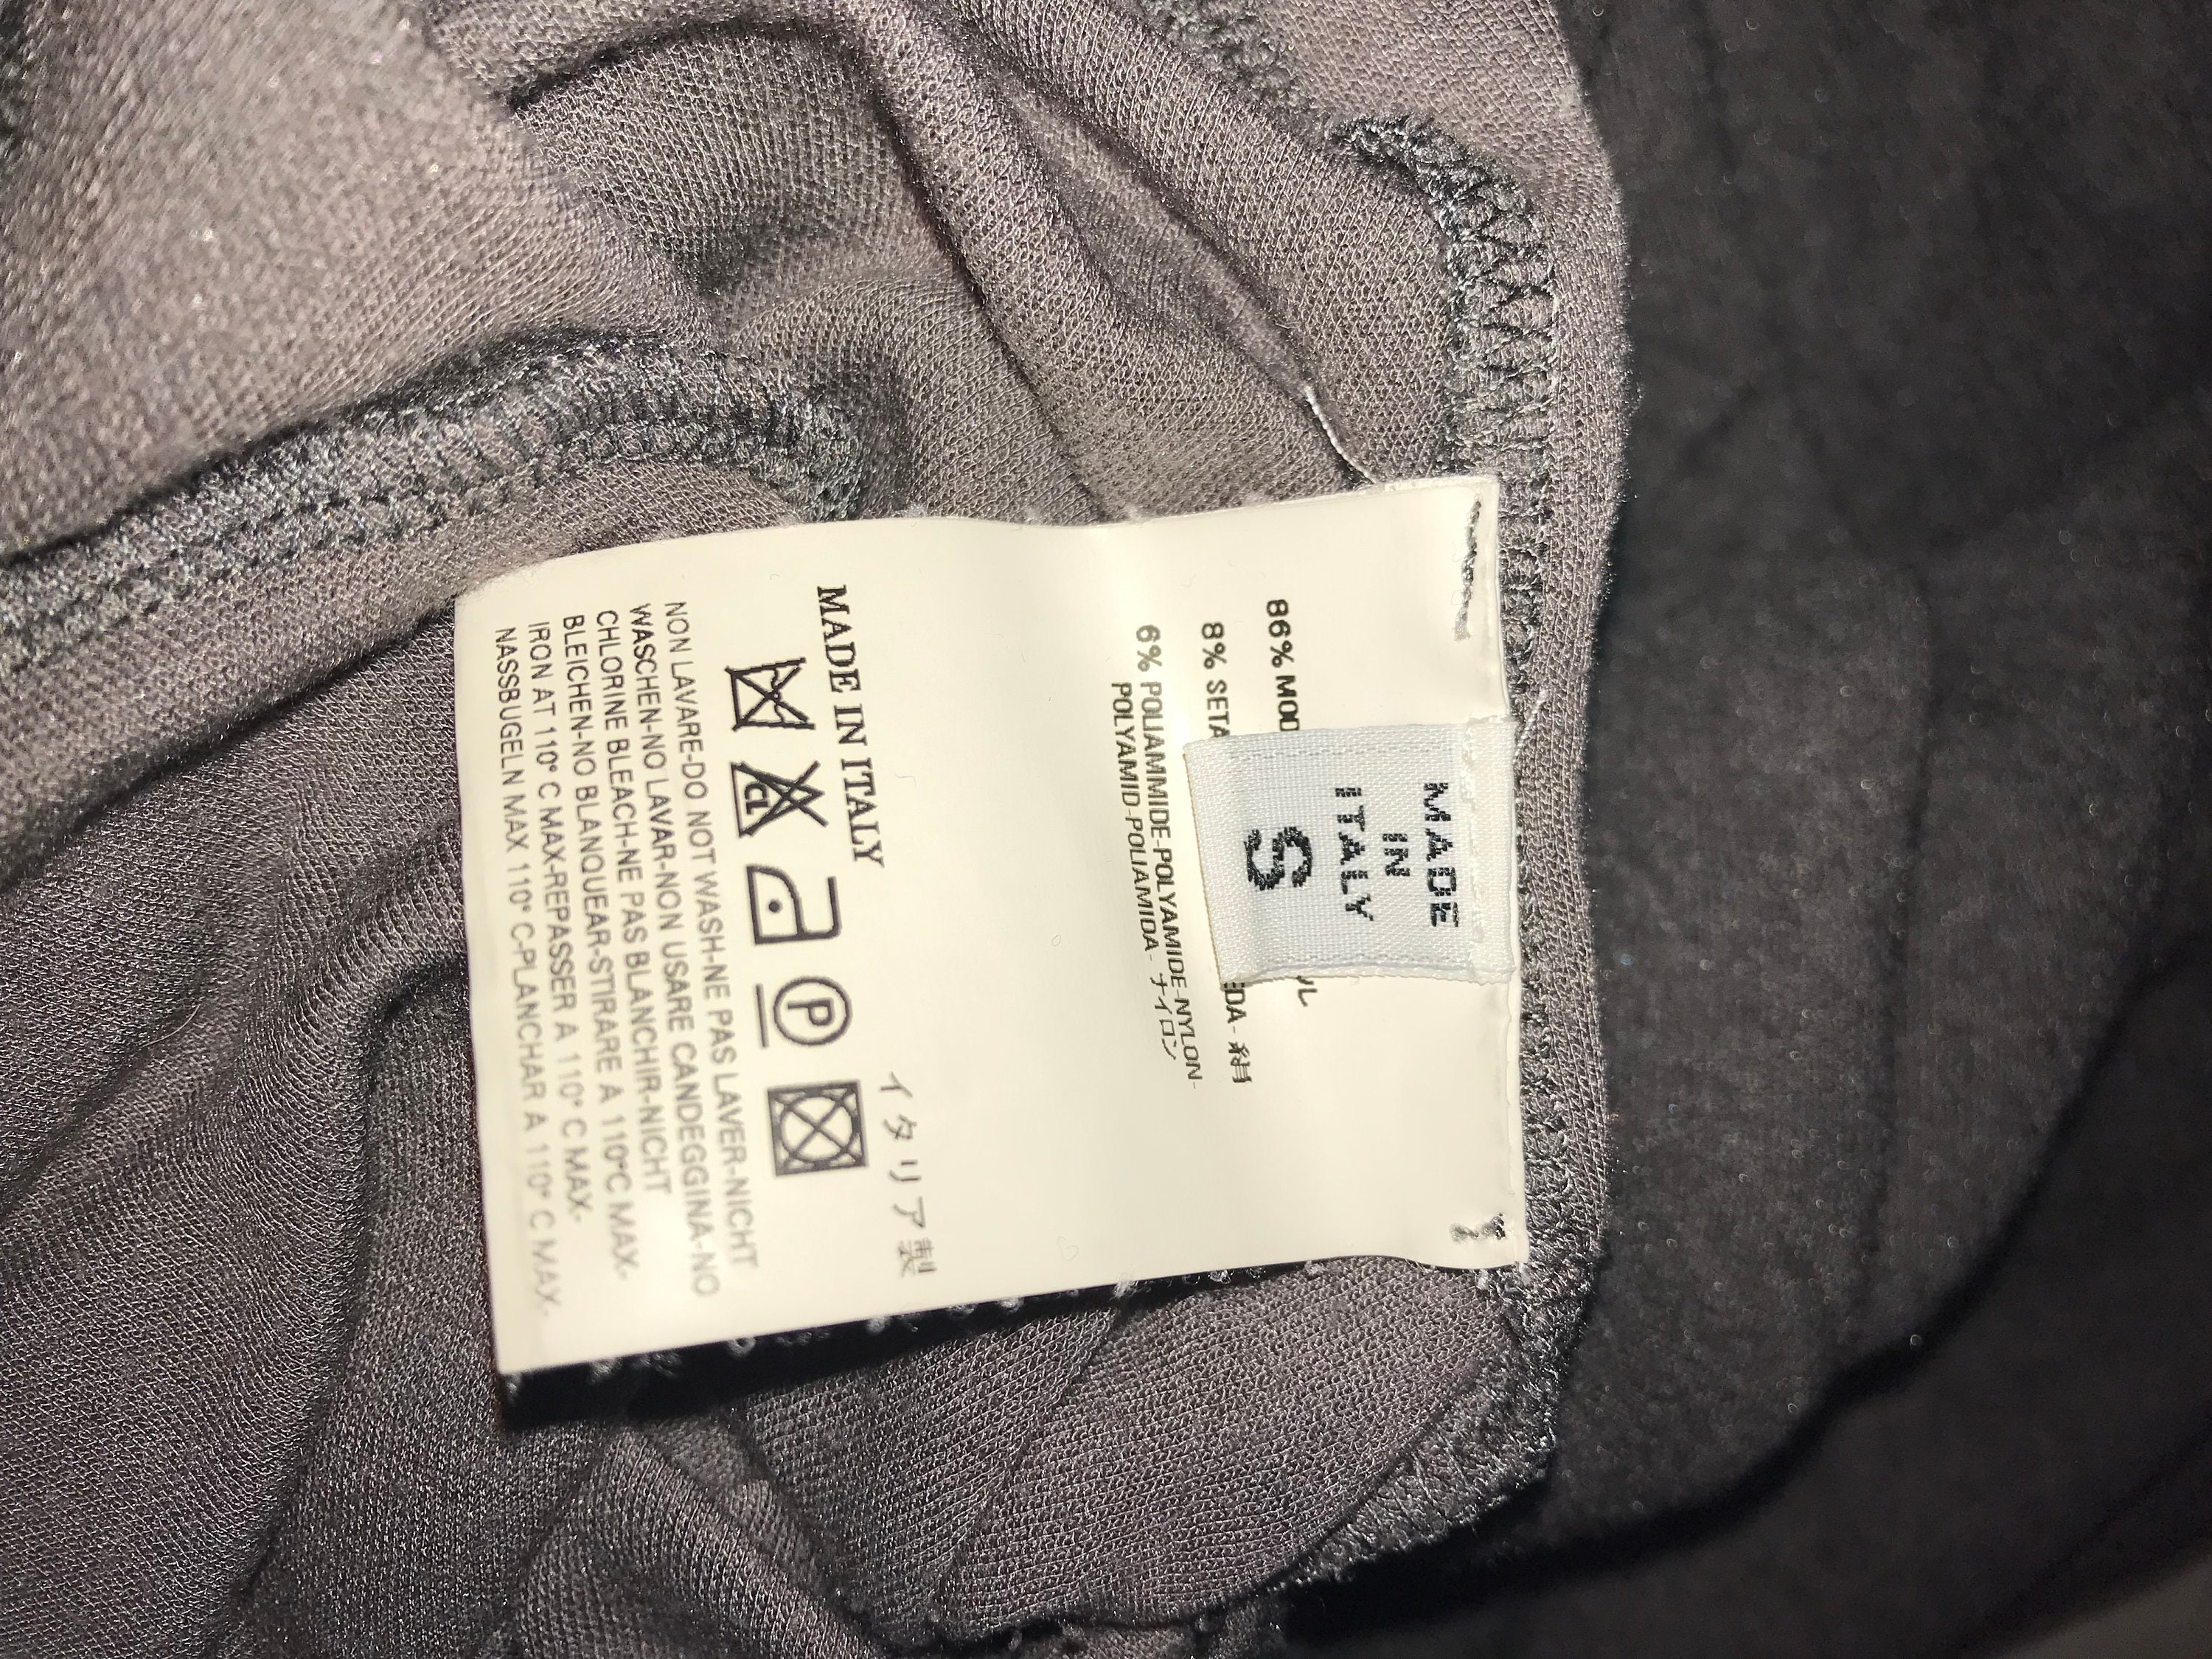 MADE
IN
ITALY
S
86% MOD
8% SETA
EDA- 絹
6% POLIAMMIDE-POLYAMIDE-NYLON-
POLYAMID-POLIAMIDA- ナイロン
MADE IN ITALY
イタリア製
cl
P
NON LAVARE-DO NOT WASH-NE PAS LAVER-NICHT
WASCHEN-NO LAVAR-NON USARE CANDEGGINA-NO
CHLORINE BLEACH-NE PAS BLANCHIR-NICHT
BLEICHEN-NO BLANQUEAR-STIRARE A 110°C MAX-
IRON AT 110° C MAX-REPASSER A 110° C MAX-
NASSBUGELN MAX 110° C-PLANCHAR A 110° C MAX-